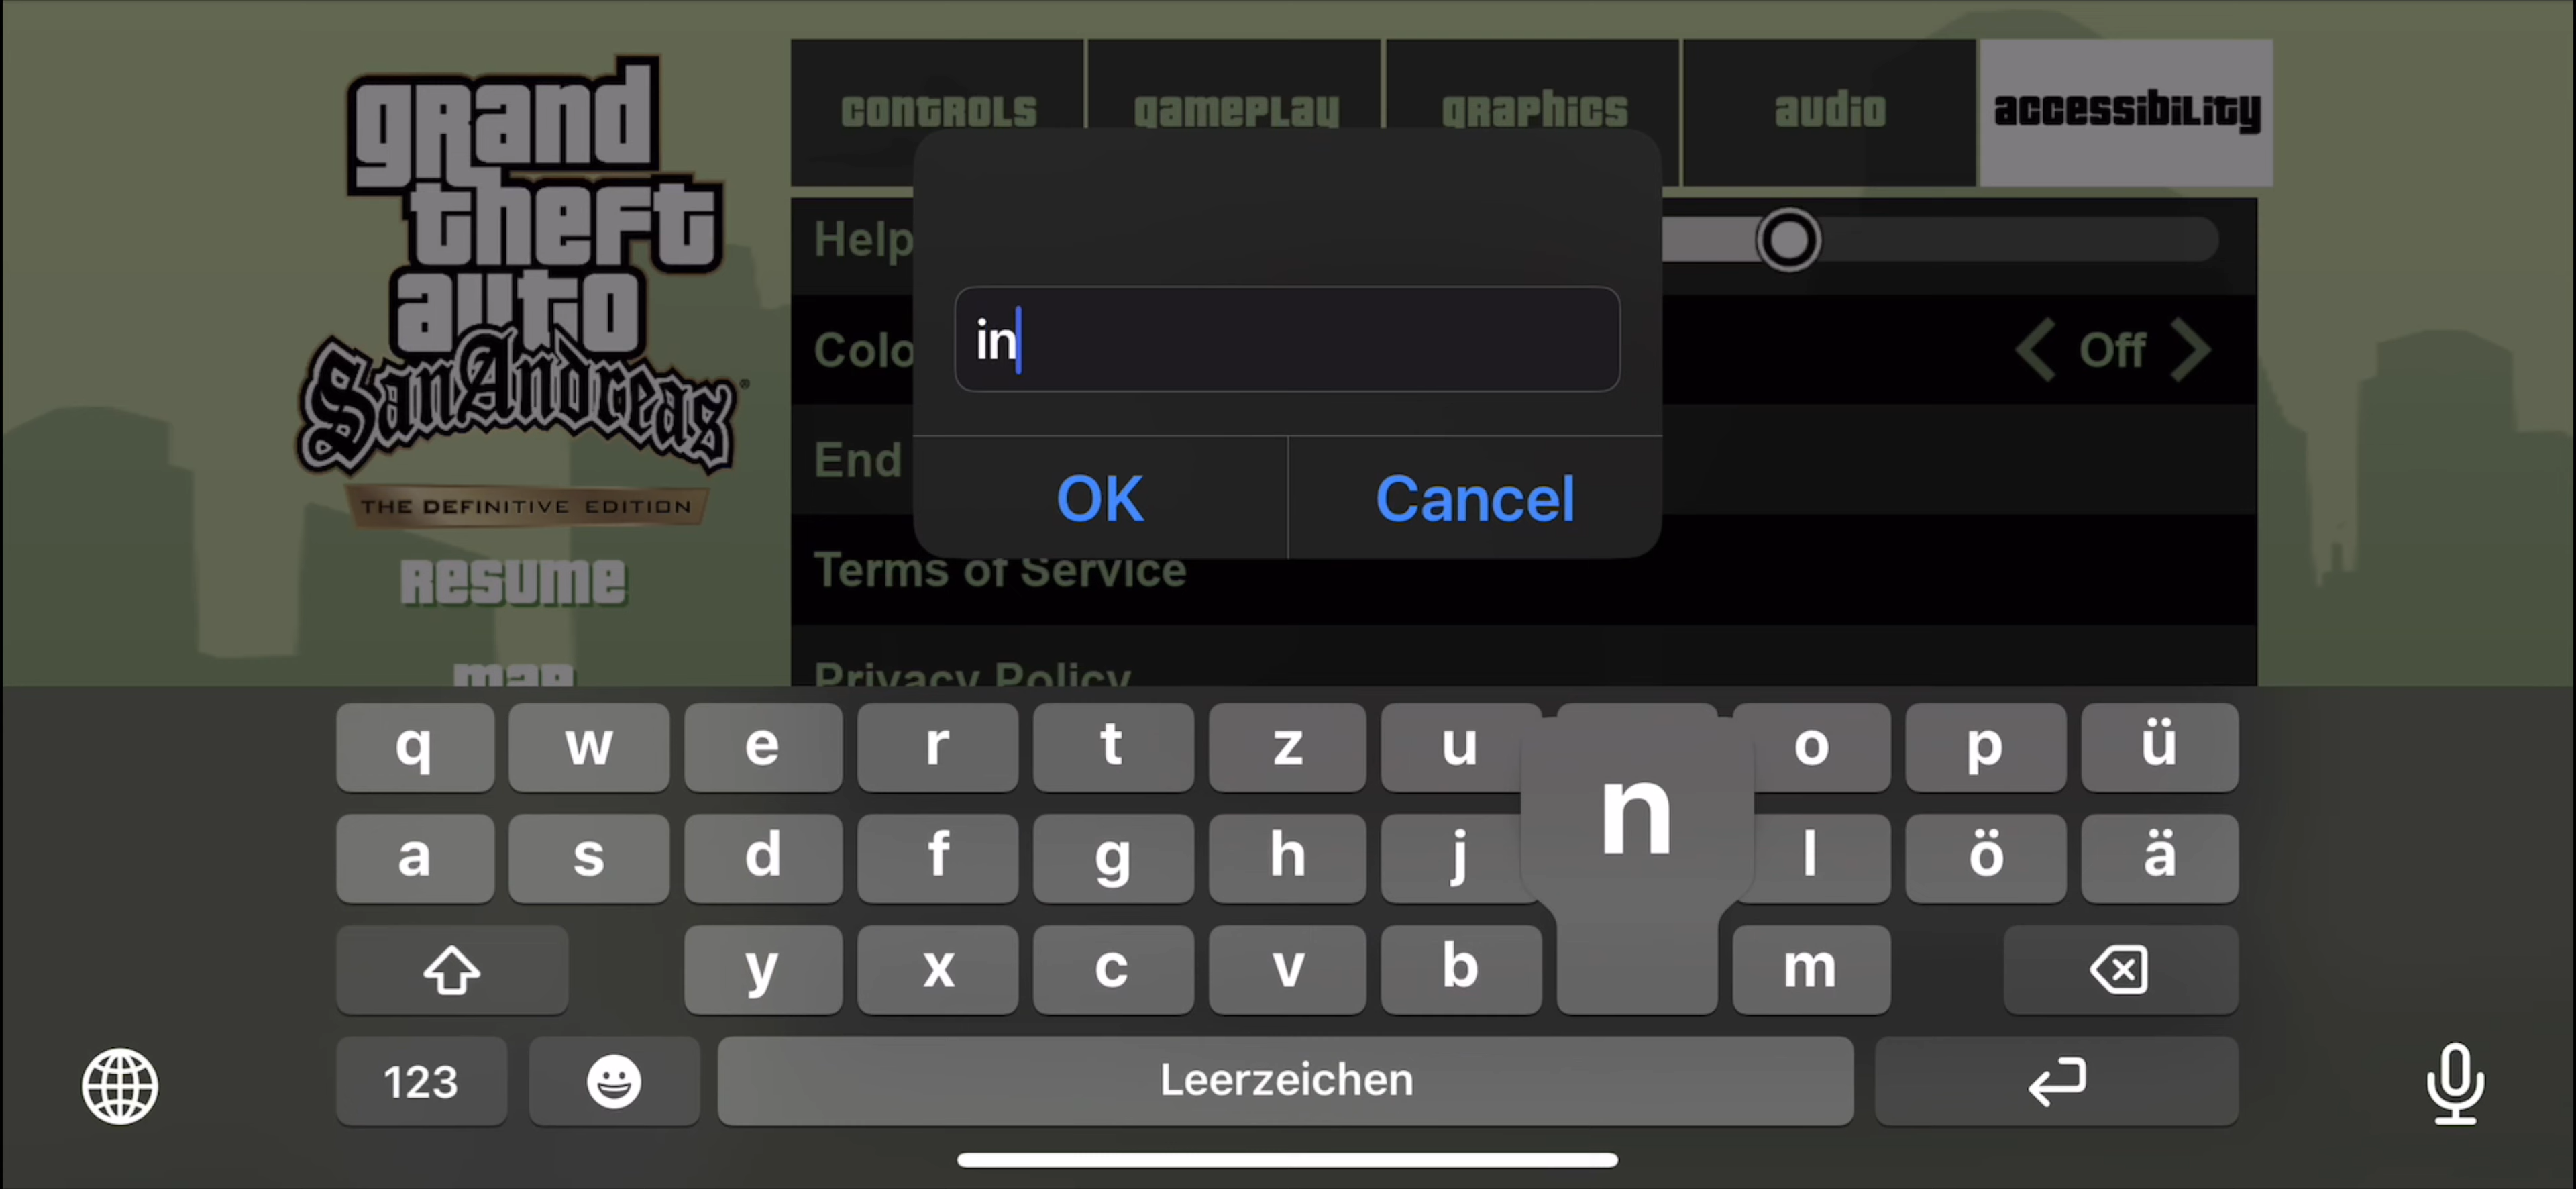 grand
theft
auto
San Andreas®
THE DEFINITIVE EDITION
RESUME
map
controls gameplay graphics audio accessibility
Help
Colo
Off
End
Terms of Service
Privacy Policy
in
OK Cancel
q w e r t z u o p ü
a s d f g h j l ö ä
n
y x c v b m
123 Leerzeichen